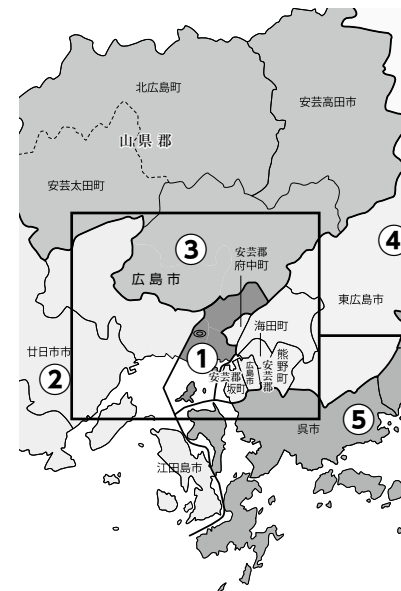 北広島町
安芸高田市
山県郡
安芸太田町
③
④
安芸郡
府中町
広島市
東広島市
海田町
廿日市市
①
熊野町
広島市
安芸郡
安芸郡
坂町
②
⑤
呉市
江田島市